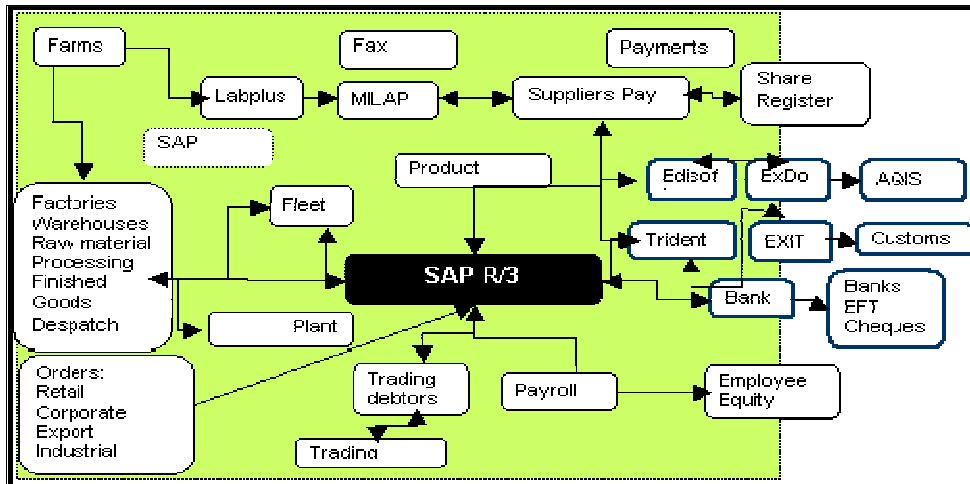 Farms
Fax
Payments
Labplus
MILAP
Suppliers Pay
Share
Register
SAP
Product
Edisof
ExDo
AQIS
Factories
Warehouses
Raw material
Processing
Finished
Goods
Despatch
Fleet
Trident
EXIT
Customs
SAP R/3
Bank
Banks
EFT
Cheques
Plant
Orders:
Retail
Corporate
Export
Industrial
Trading
debtors
Payroll
Employee
Equity
Trading